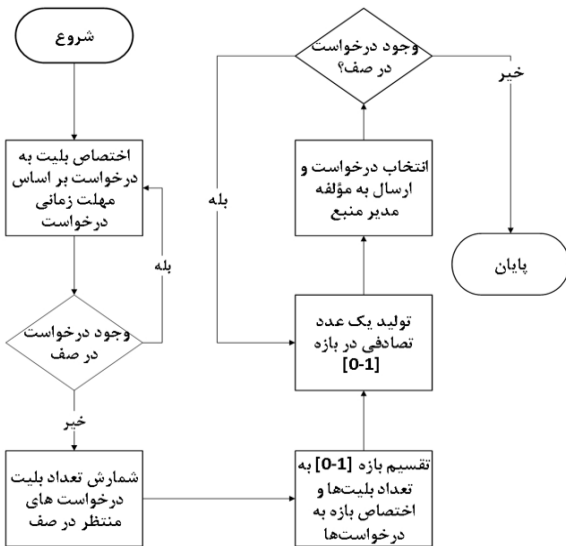 شروع
اختصاص بلیت به
درخواست بر اساس
مهلت زمانی
درخواست
بله
وجود درخواست
در صف
خیر
شمارش تعداد بلیت
درخواست های
منتظر در صف
تقسیم بازه [0-1] به
تعداد بلیت‌ها و
اختصاص بازه به
درخواست‌ها
تولید یک عدد
تصادفی در بازه
[0-1]
انتخاب درخواست و
ارسال به مؤلفه
مدیر منبع
وجود درخواست
در صف؟
بله
خیر
پایان